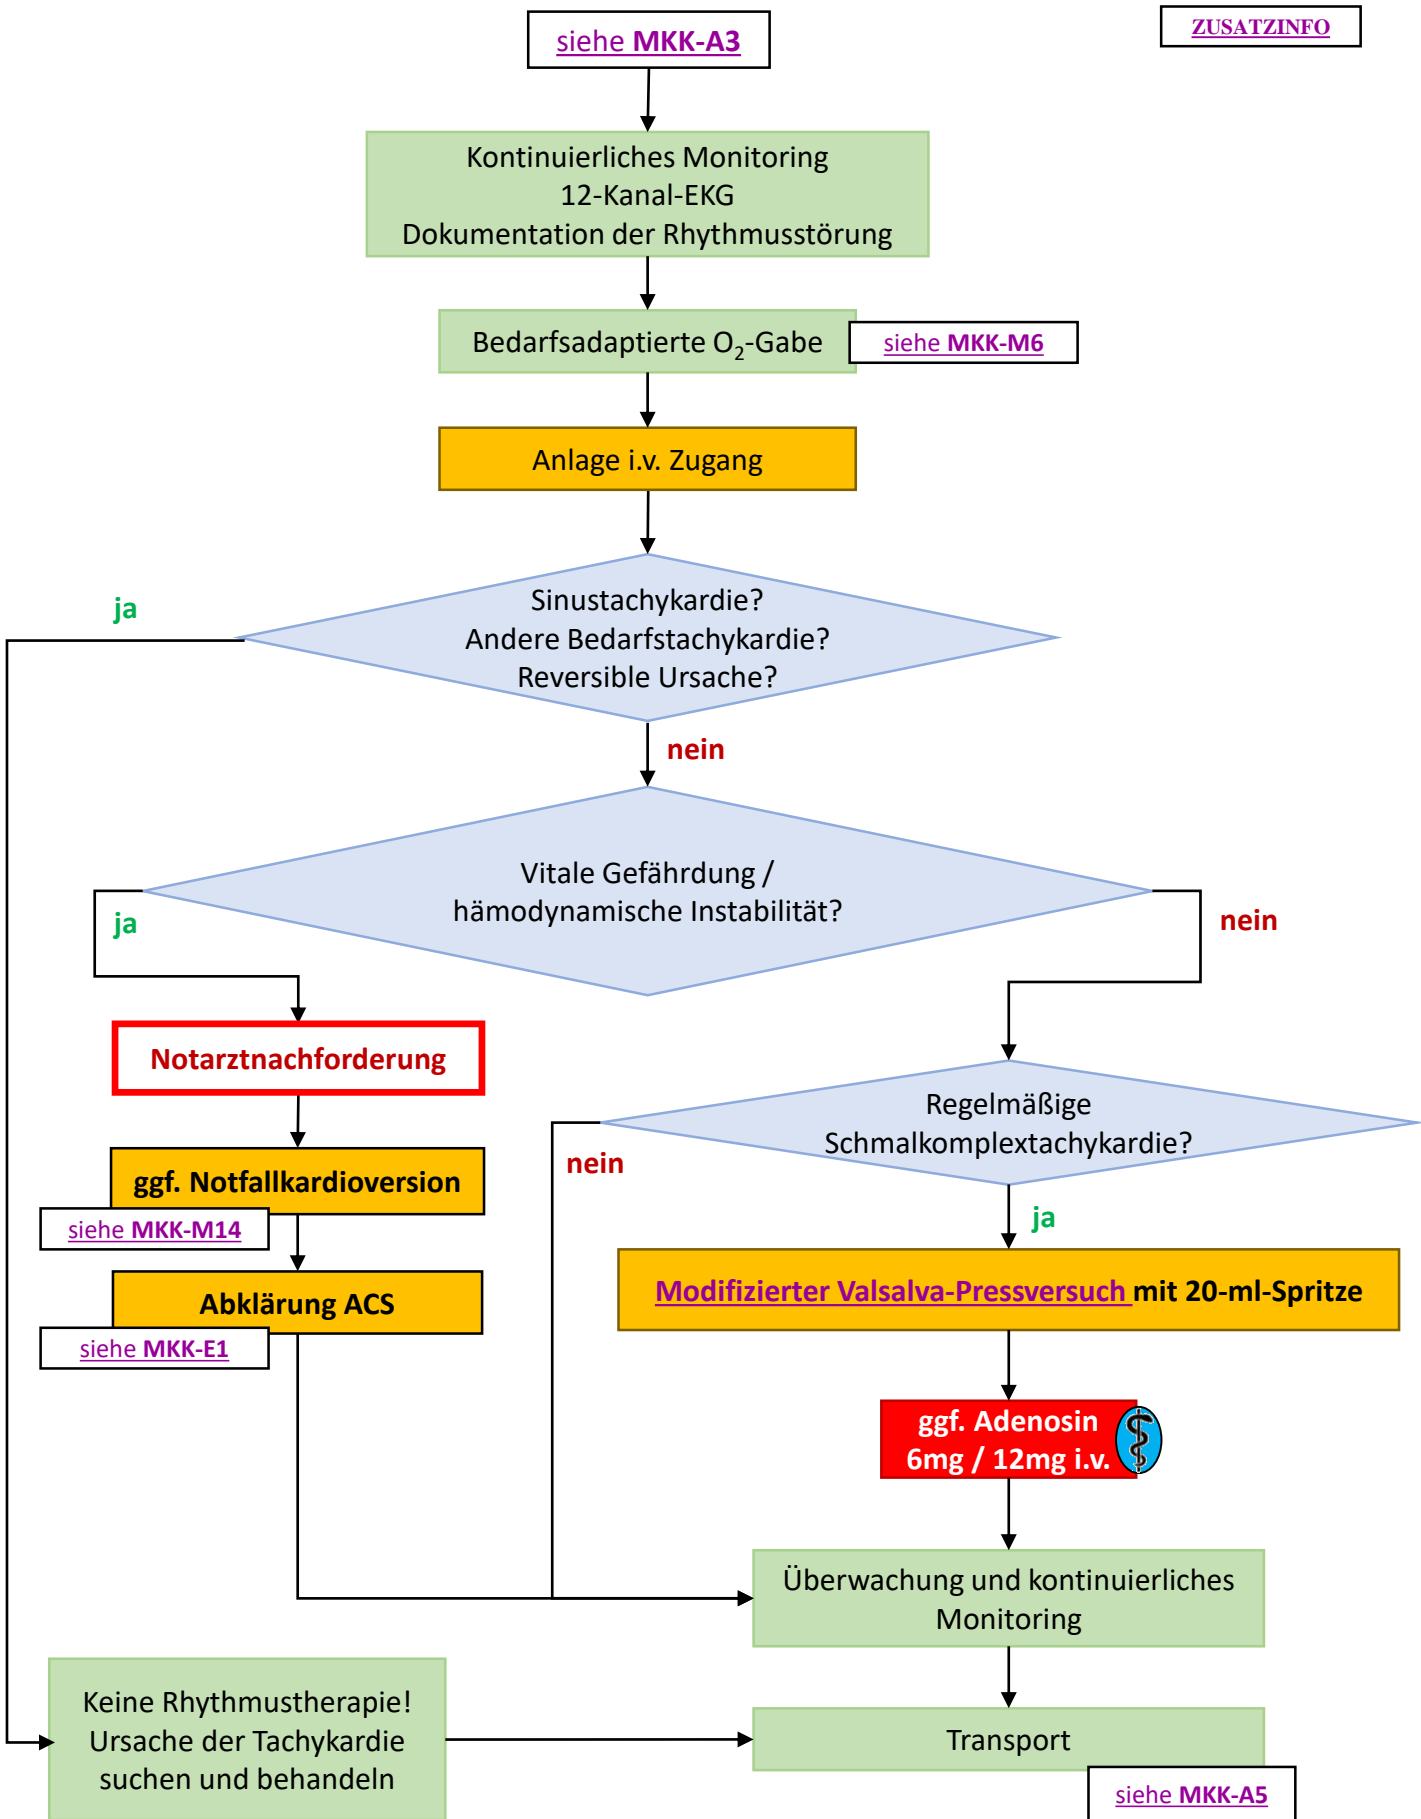 siehe MKK-A3
ZUSATZINFO
Kontinuierliches Monitoring
12-Kanal-EKG
Dokumentation der Rhythmusstörung
Bedarfsadaptierte O₂-Gabe
siehe MKK-M6
Anlage i.v. Zugang
ja
Sinustachykardie?
Andere Bedarfstachykardie?
Reversible Ursache?
nein
Vitale Gefährdung /
hämodynamische Instabilität?
ja
nein
Notarztnachforderung
ggf. Notfallkardioversion
siehe MKK-M14
Abklärung ACS
siehe MKK-E1
Regelmäßige
Schmalkomplextachykardie?
nein
ja
Modifizierter Valsalva-Pressversuch mit 20-ml-Spritze
ggf. Adenosin
6mg / 12mg i.v.
Überwachung und kontinuierliches
Monitoring
Keine Rhythmustherapie!
Ursache der Tachykardie
suchen und behandeln
Transport
siehe MKK-A5